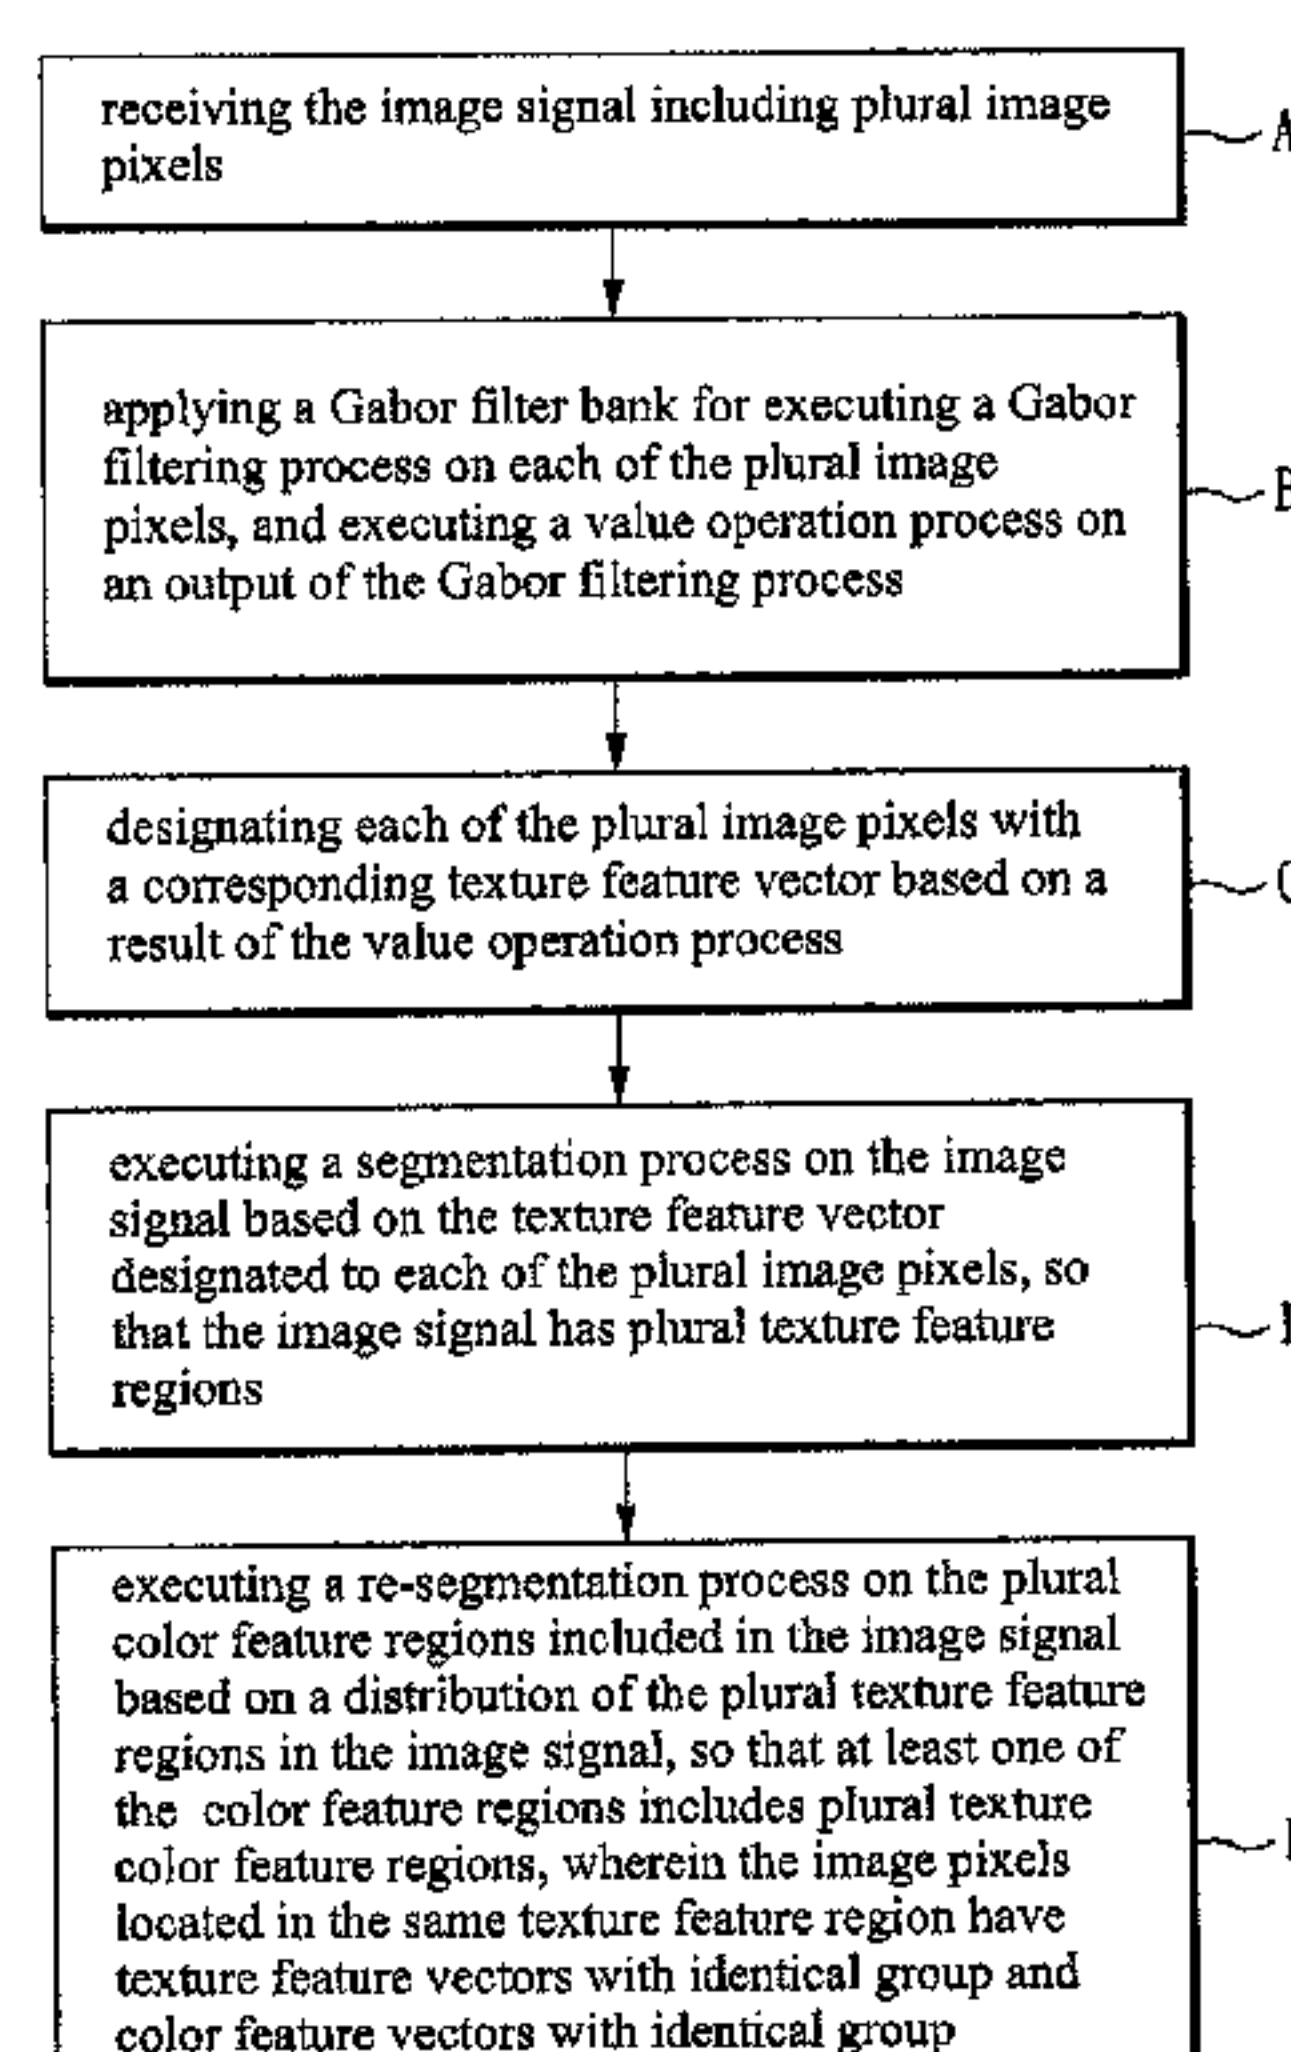 receiving the image signal including plural image
pixels
A
applying a Gabor filter bank for executing a Gabor
filtering process on each of the plural image
pixels, and executing a value operation process on
an output of the Gabor filtering process
B
designating each of the plural image pixels with
a corresponding texture feature vector based on a
result of the value operation process
executing a segmentation process on the image
signal based on the texture feature vector
designated to each of the plural image pixels, so
that the image signal has plural texture feature
regions
executing a re-segmentation process on the plural
color feature regions included in the image signal
based on a distribution of the plural texture feature
regions in the image signal, so that at least one of
the color feature regions includes plural texture
color feature regions, wherein the image pixels
located in the same texture feature region have
texture feature vectors with identical group and
color feature vectors with identical group